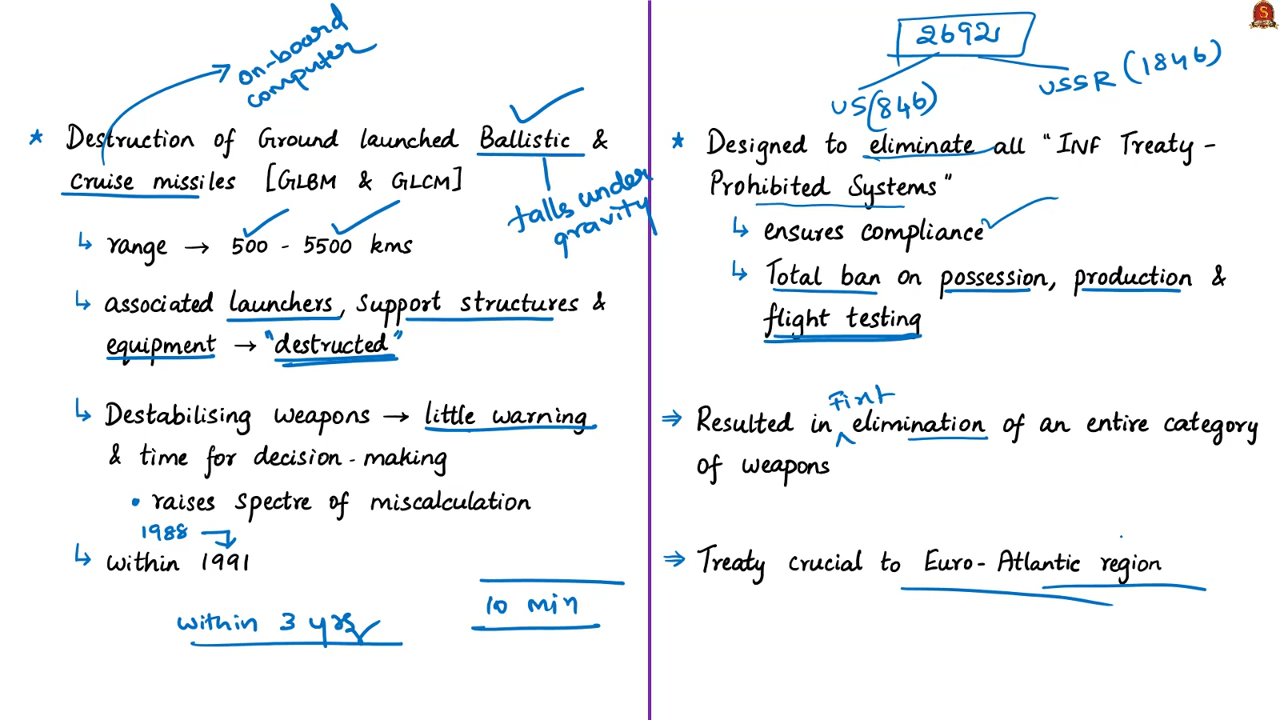 on-board
computer
* Destruction of Ground launched Ballistic &
Cruise missiles [GLBM & GLCM]
falls under
gravity
↳ range → 500 - 5500 kms
↳ associated launchers, support structures &
equipment → "destructed"
↳ Destabilising weapons → little warning
& time for decision-making
• raises spectre of miscalculation
1988
↳ within 1991
within 3 yrs
10 min
2692
US (846)
USSR (1846)
* Designed to eliminate all "INF Treaty-
Prohibited Systems"
↳ ensures compliance
↳ Total ban on possession, production &
flight testing
First
⇒ Resulted in ^ elimination of an entire category
of weapons
⇒ Treaty crucial to Euro-Atlantic region
S